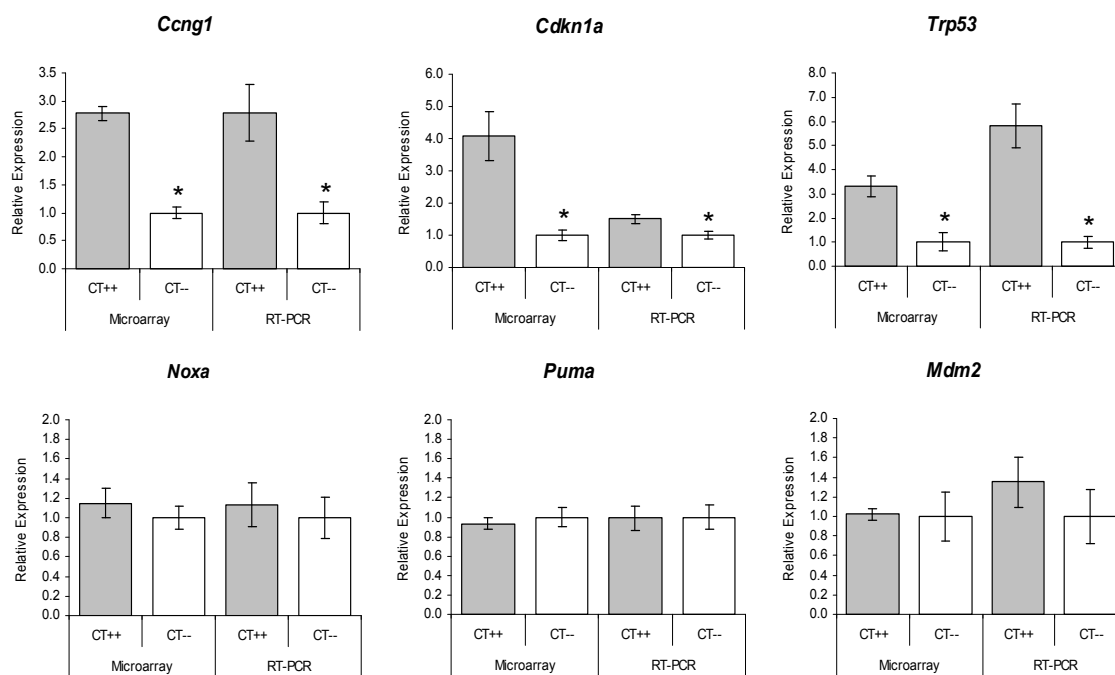 Ccng1
Cdkn1a
Trp53
Relative Expression
3.5
3.0
2.5
2.0
1.5
1.0
0.5
0.0
*
*
CT++
CT--
CT++
CT--
Microarray
RT-PCR
Relative Expression
6.0
5.0
4.0
3.0
2.0
1.0
0.0
*
*
CT++
CT--
CT++
CT--
Microarray
RT-PCR
Relative Expression
8.0
7.0
6.0
5.0
4.0
3.0
2.0
1.0
0.0
*
*
CT++
CT--
CT++
CT--
Microarray
RT-PCR
Noxa
Puma
Mdm2
Relative Expression
2.0
1.8
1.6
1.4
1.2
1.0
0.8
0.6
0.4
0.2
0.0
CT++
CT--
CT++
CT--
Microarray
RT-PCR
Relative Expression
2.0
1.8
1.6
1.4
1.2
1.0
0.8
0.6
0.4
0.2
0.0
CT++
CT--
CT++
CT--
Microarray
RT-PCR
Relative Expression
2.0
1.8
1.6
1.4
1.2
1.0
0.8
0.6
0.4
0.2
0.0
CT++
CT--
CT++
CT--
Microarray
RT-PCR